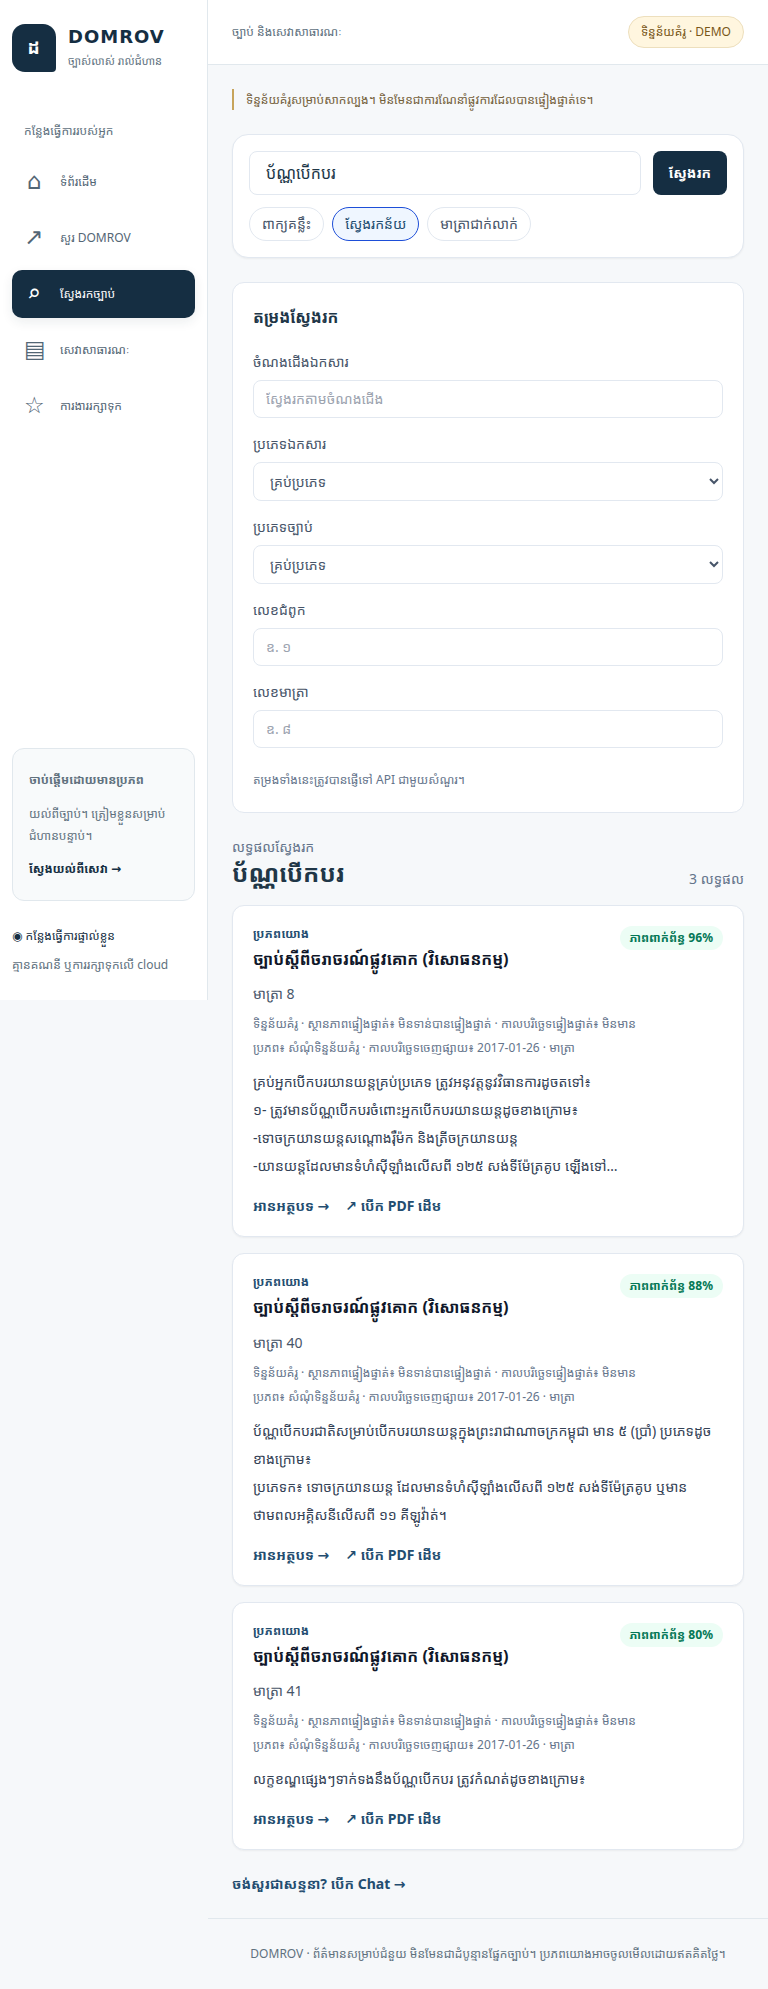 ដ
DOMROV
ច្បាស់លាស់ រាល់ជំហាន
កន្លែងធ្វើការរបស់អ្នក
ទំព័រដើម
សួរ DOMROV
ស្វែងរកច្បាប់
សេវាសាធារណៈ
ការងាររក្សាទុក
ចាប់ផ្ដើមដោយមានប្រភព
យល់ពីច្បាប់។ ត្រៀមខ្លួនសម្រាប់
ជំហានបន្ទាប់។
ស្វែងយល់ពីសេវា →
◉ កន្លែងធ្វើការផ្ទាល់ខ្លួន
គ្មានគណនី ឬការរក្សាទុកលើ cloud
ច្បាប់ និងសេវាសាធារណៈ
ទិន្នន័យគំរូ · DEMO
ទិន្នន័យគំរូសម្រាប់សាកល្បង។ មិនមែនជាការណែនាំផ្លូវការដែលបានផ្ទៀងផ្ទាត់ទេ។
ប័ណ្ណបើកបរ
ស្វែងរក
ពាក្យគន្លឹះ
ស្វែងរកន័យ
មាត្រាជាក់លាក់
តម្រងស្វែងរក
ចំណងជើងឯកសារ
ស្វែងរកតាមចំណងជើង
ប្រភេទឯកសារ
គ្រប់ប្រភេទ
ប្រភេទច្បាប់
គ្រប់ប្រភេទ
លេខជំពូក
ឧ. ១
លេខមាត្រា
ឧ. ៨
តម្រងទាំងនេះត្រូវបានផ្ញើទៅ API ជាមួយសំណួរ។
លទ្ធផលស្វែងរក
ប័ណ្ណបើកបរ
3 លទ្ធផល
ប្រភពយោង
ភាពពាក់ព័ន្ធ 96%
ច្បាប់ស្ដីពីចរាចរណ៍ផ្លូវគោក (វិសោធនកម្ម)
មាត្រា 8
ទិន្នន័យគំរូ · ស្ថានភាពផ្ទៀងផ្ទាត់៖ មិនទាន់បានផ្ទៀងផ្ទាត់ · កាលបរិច្ឆេទផ្ទៀងផ្ទាត់៖ មិនមាន
ប្រភព៖ សំណុំទិន្នន័យគំរូ · កាលបរិច្ឆេទចេញផ្សាយ៖ 2017-01-26 · មាត្រា
គ្រប់អ្នកបើកបរយានយន្តគ្រប់ប្រភេទ ត្រូវអនុវត្តនូវវិធានការដូចតទៅ៖
១- ត្រូវមានប័ណ្ណបើកបរចំពោះអ្នកបើកបរយានយន្តដូចខាងក្រោម៖
-ទោចក្រយានយន្តសណ្ដោងរ៉ឺម៉ក និងត្រីចក្រយានយន្ត
-យានយន្តដែលមានទំហំស៊ីឡាំងលើសពី ១២៥ សង់ទីម៉ែត្រគូប ឡើងទៅ…
អានអត្ថបទ →
↗ បើក PDF ដើម
ប្រភពយោង
ភាពពាក់ព័ន្ធ 88%
ច្បាប់ស្ដីពីចរាចរណ៍ផ្លូវគោក (វិសោធនកម្ម)
មាត្រា 40
ទិន្នន័យគំរូ · ស្ថានភាពផ្ទៀងផ្ទាត់៖ មិនទាន់បានផ្ទៀងផ្ទាត់ · កាលបរិច្ឆេទផ្ទៀងផ្ទាត់៖ មិនមាន
ប្រភព៖ សំណុំទិន្នន័យគំរូ · កាលបរិច្ឆេទចេញផ្សាយ៖ 2017-01-26 · មាត្រា
ប័ណ្ណបើកបរជាតិសម្រាប់បើកបរយានយន្តក្នុងព្រះរាជាណាចក្រកម្ពុជា មាន ៥ (ប្រាំ) ប្រភេទដូច
ខាងក្រោម៖
ប្រភេទក៖ ទោចក្រយានយន្ត ដែលមានទំហំស៊ីឡាំងលើសពី ១២៥ សង់ទីម៉ែត្រគូប ឬមាន
ថាមពលអគ្គិសនីលើសពី ១១ គីឡូវ៉ាត់។
អានអត្ថបទ →
↗ បើក PDF ដើម
ប្រភពយោង
ភាពពាក់ព័ន្ធ 80%
ច្បាប់ស្ដីពីចរាចរណ៍ផ្លូវគោក (វិសោធនកម្ម)
មាត្រា 41
ទិន្នន័យគំរូ · ស្ថានភាពផ្ទៀងផ្ទាត់៖ មិនទាន់បានផ្ទៀងផ្ទាត់ · កាលបរិច្ឆេទផ្ទៀងផ្ទាត់៖ មិនមាន
ប្រភព៖ សំណុំទិន្នន័យគំរូ · កាលបរិច្ឆេទចេញផ្សាយ៖ 2017-01-26 · មាត្រា
លក្ខខណ្ឌផ្សេងៗទាក់ទងនឹងប័ណ្ណបើកបរ ត្រូវកំណត់ដូចខាងក្រោម៖
អានអត្ថបទ →
↗ បើក PDF ដើម
ចង់សួរជាសន្ទនា? បើក Chat →
DOMROV · ព័ត៌មានសម្រាប់ជំនួយ មិនមែនជាដំបូន្មានផ្នែកច្បាប់។ ប្រភពយោងអាចចូលមើលដោយឥតគិតថ្លៃ។